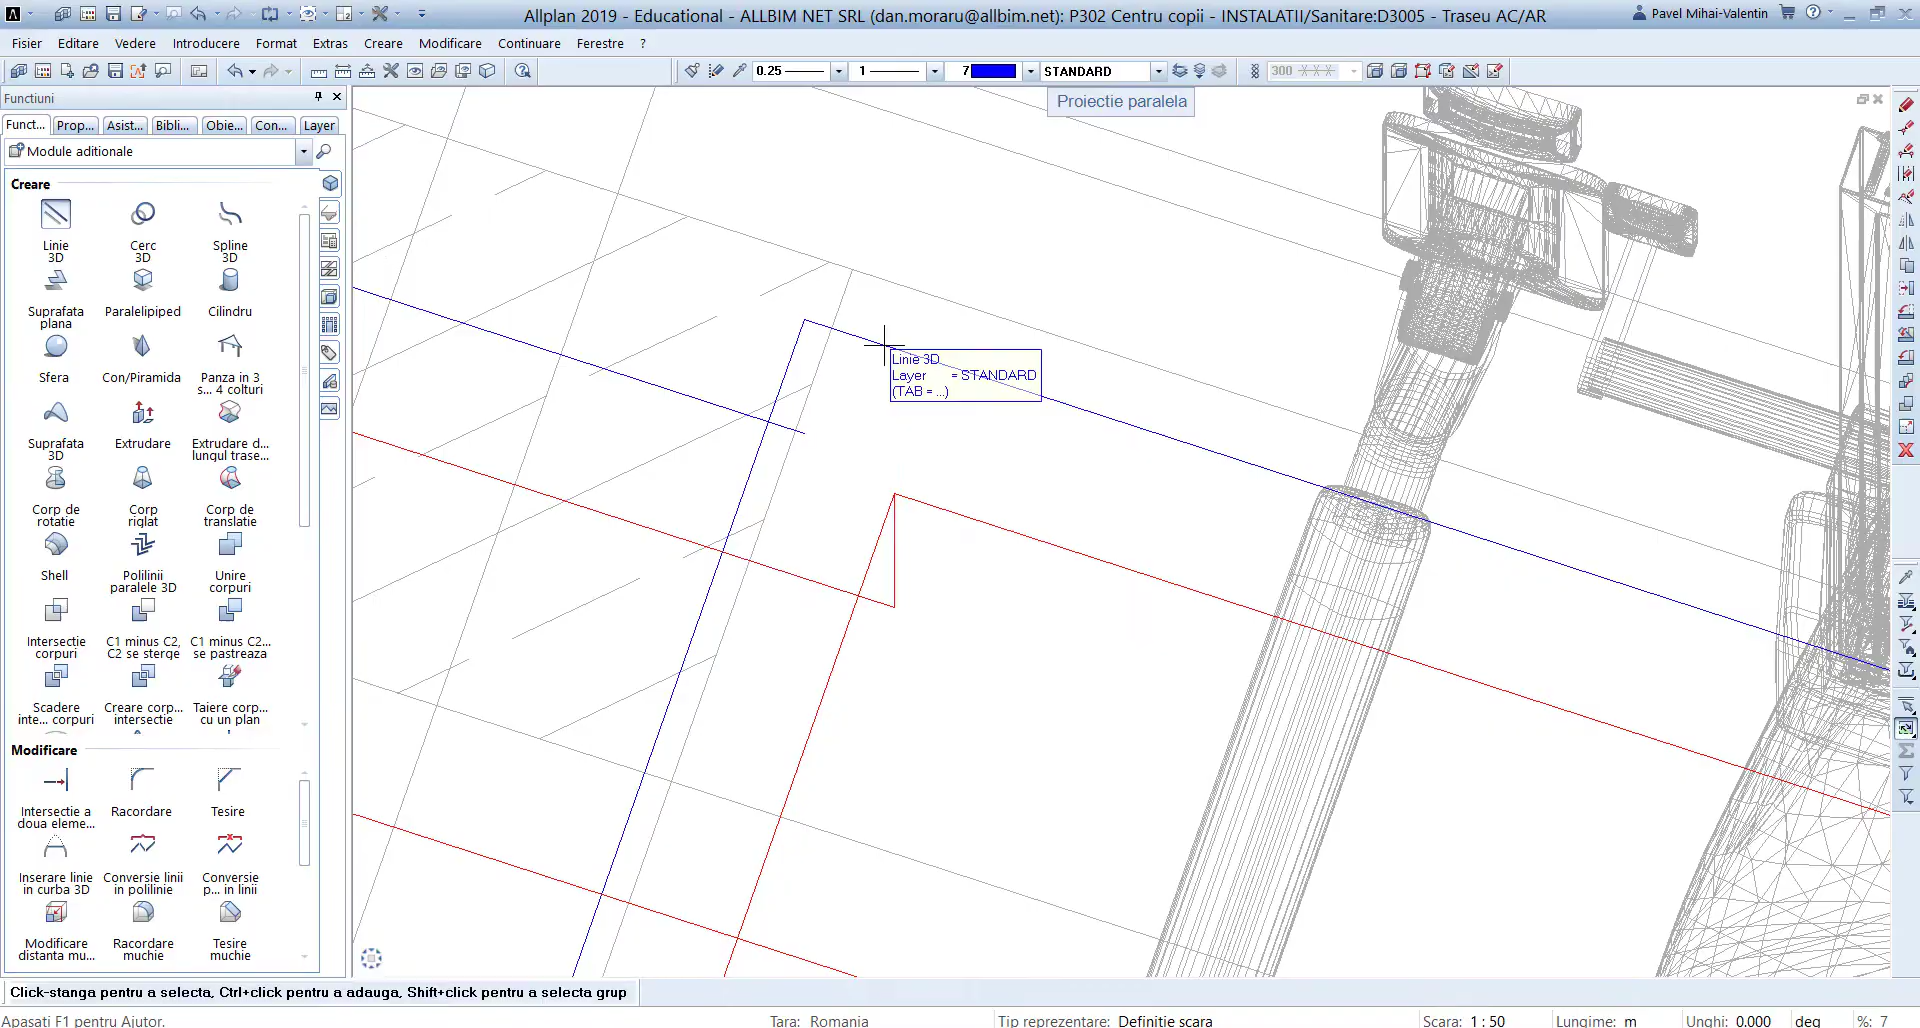 Allplan 2019 - Educational - ALLBIM NET SRL (dan.moraru@allbim.net): P302 Centru copii - INSTALATII/Sanitare:D3005 - Traseu AC/AR
Pavel Mihai-Valentin
Fisier Editare Vedere Introducere Format Extras Creare Modificare Continuare Ferestre ?
0.25 1 7 STANDARD 300
Functiuni
Proiectie paralela
Funct... Prop... Asist... Bibli... Obie... Con... Layer
Module aditionale
Creare
Linie 3D
Cerc 3D
Spline 3D
Suprafata plana
Paralelipiped
Cilindru
Sfera
Con/Piramida
Panza in 3 s... 4 colturi
Suprafata 3D
Extrudare
Extrudare d... lungul trase...
Corp de rotatie
Corp riglat
Corp de translatie
Shell
Polilinii paralele 3D
Unire corpuri
Intersectie corpuri
C1 minus C2, C2 se sterge
C1 minus C2... se pastreaza
Scadere inte... corpuri
Creare corp... intersectie
Taiere corp... cu un plan
Modificare
Intersectie a doua eleme...
Racordare
Tesire
Inserare linie in curba 3D
Conversie linii in polilinie
Conversie p... in linii
Modificare distanta mu...
Racordare muchie
Tesire muchie
Linie 3D
Layer = STANDARD
(TAB = ...)
Click-stanga pentru a selecta, Ctrl+click pentru a adauga, Shift+click pentru a selecta grup
Apasati F1 pentru Ajutor.
Tara: Romania
Tip reprezentare: Definitie scara
Scara: 1 : 50
Lungime: m
Unghi: 0.000 deg
%: 7